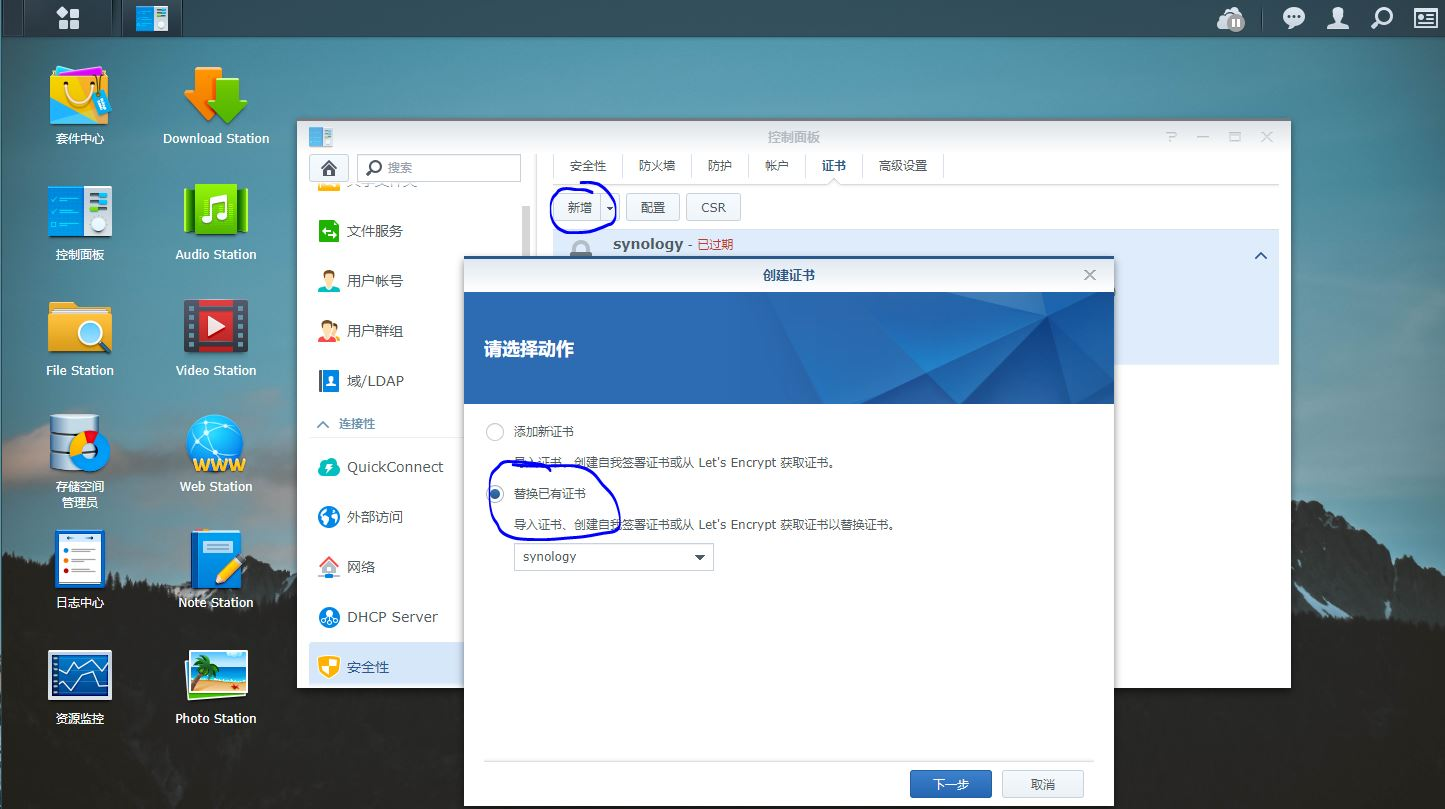 套件中心
Download Station
控制面板
Audio Station
File Station
Video Station
存储空间
管理员
Web Station
日志中心
Note Station
资源监控
Photo Station
控制面板
搜索
共享文件夹
文件服务
用户帐号
用户群组
域/LDAP
连接性
QuickConnect
外部访问
网络
DHCP Server
安全性
安全性
防火墙
防护
帐户
证书
高级设置
新增
配置
CSR
synology - 已过期
创建证书
请选择动作
添加新证书
导入证书、创建自我签署证书或从 Let's Encrypt 获取证书。
替换已有证书
导入证书、创建自我签署证书或从 Let's Encrypt 获取证书以替换证书。
synology
下一步
取消